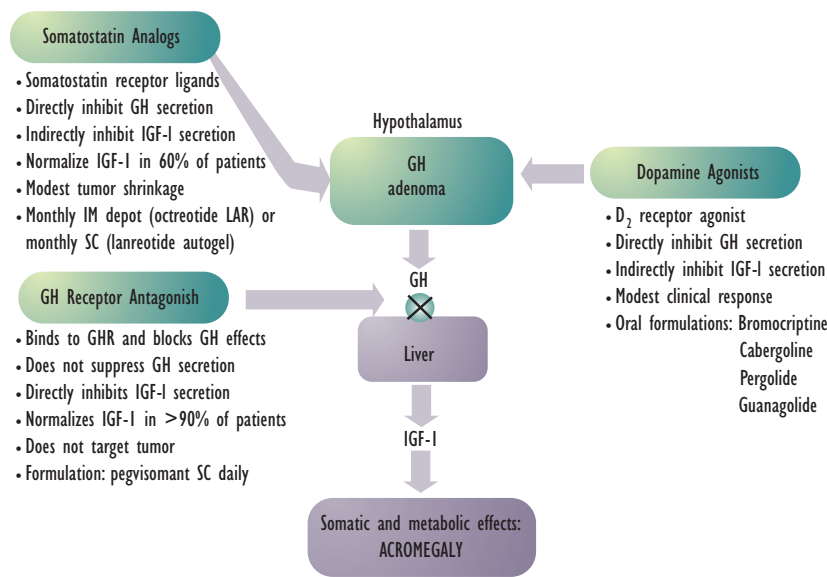 Somatostatin Analogs
• Somatostatin receptor ligands
• Directly inhibit GH secretion
• Indirectly inhibit IGF-I secretion
• Normalize IGF-1 in 60% of patients
• Modest tumor shrinkage
• Monthly IM depot (octreotide LAR) or
monthly SC (lanreotide autogel)
Hypothalamus
GH
adenoma
Dopamine Agonists
• D₂ receptor agonist
• Directly inhibit GH secretion
• Indirectly inhibit IGF-I secretion
• Modest clinical response
• Oral formulations: Bromocriptine
Cabergoline
Pergolide
Guanagolide
GH Receptor Antagonish
• Binds to GHR and blocks GH effects
• Does not suppress GH secretion
• Directly inhibits IGF-I secretion
• Normalizes IGF-I in >90% of patients
• Does not target tumor
• Formulation: pegvisomant SC daily
GH
Liver
IGF-I
Somatic and metabolic effects:
ACROMEGALY